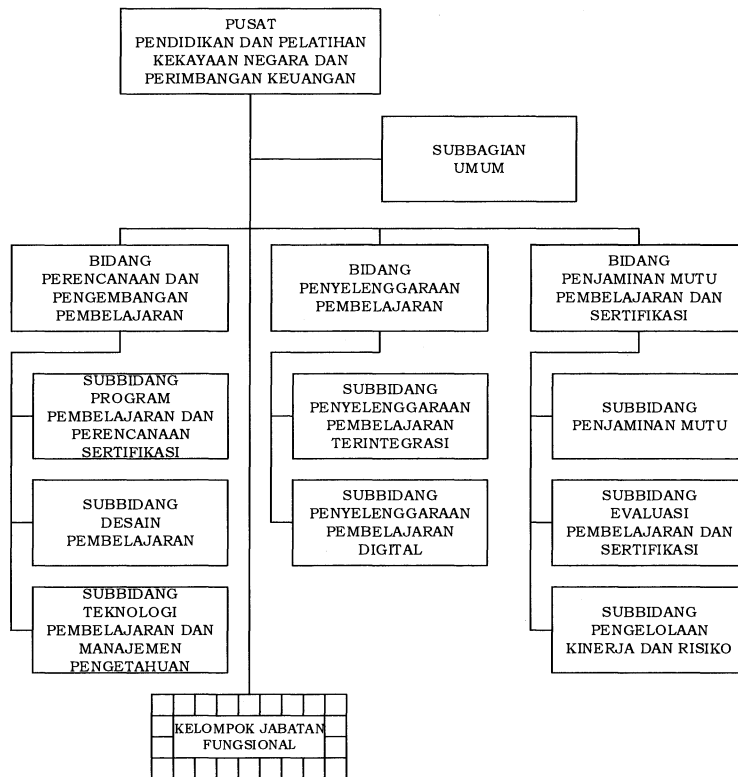 PUSAT
PENDIDIKAN DAN PELATIHAN
KEKAYAAN NEGARA DAN
PERIMBANGAN KEUANGAN
SUBBAGIAN
UMUM
BIDANG
PERENCANAAN DAN
PENGEMBANGAN
PEMBELAJARAN
BIDANG
PENYELENGGARAAN
PEMBELAJARAN
BIDANG
PENJAMINAN MUTU
PEMBELAJARAN DAN
SERTIFIKASI
SUBBIDANG
PROGRAM
PEMBELAJARAN DAN
PERENCANAAN
SERTIFIKASI
SUBBIDANG
PENYELENGGARAAN
PEMBELAJARAN
TERINTEGRASI
SUBBIDANG
PENJAMINAN MUTU
SUBBIDANG
DESAIN
PEMBELAJARAN
SUBBIDANG
PENYELENGGARAAN
PEMBELAJARAN
DIGITAL
SUBBIDANG
EVALUASI
PEMBELAJARAN DAN
SERTIFIKASI
SUBBIDANG
TEKNOLOGI
PEMBELAJARAN DAN
MANAJEMEN
PENGETAHUAN
SUBBIDANG
PENGELOLAAN
KINERJA DAN RISIKO
KELOMPOK JABATAN
FUNGSIONAL